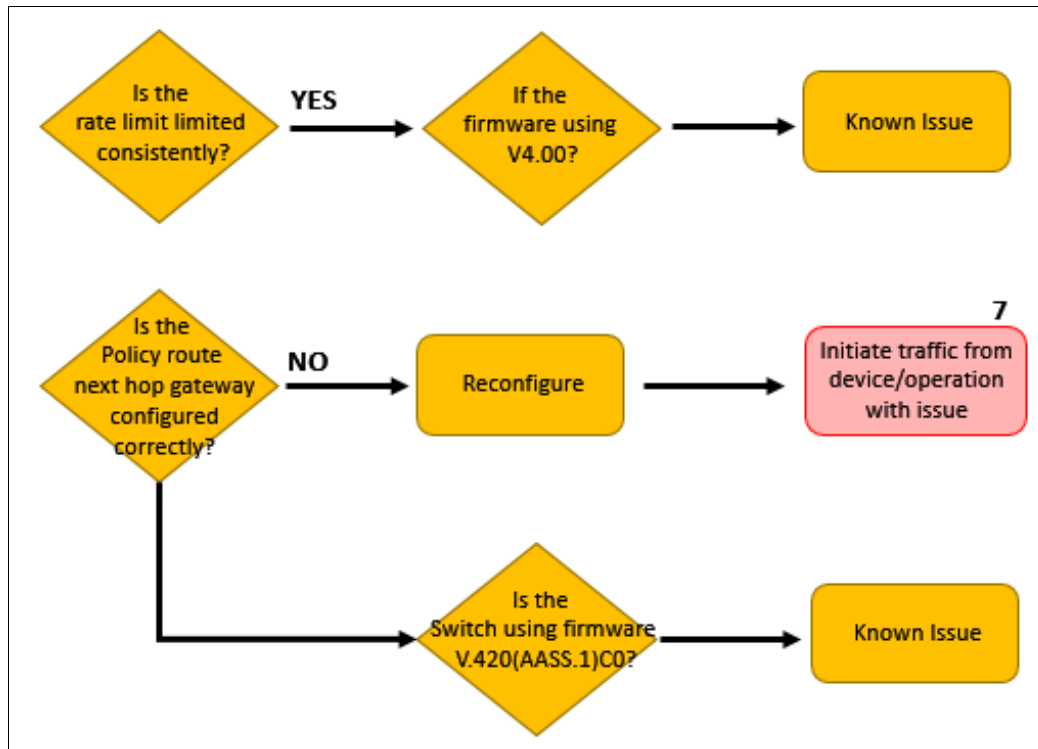 Is the
rate limit limited
consistently?
YES
If the
firmware using
V4.00?
Known Issue
Is the
Policy route
next hop gateway
configured
correctly?
NO
Reconfigure
7
Initiate traffic from
device/operation
with issue
Is the
Switch using firmware
V.420(AASS.1)C0?
Known Issue